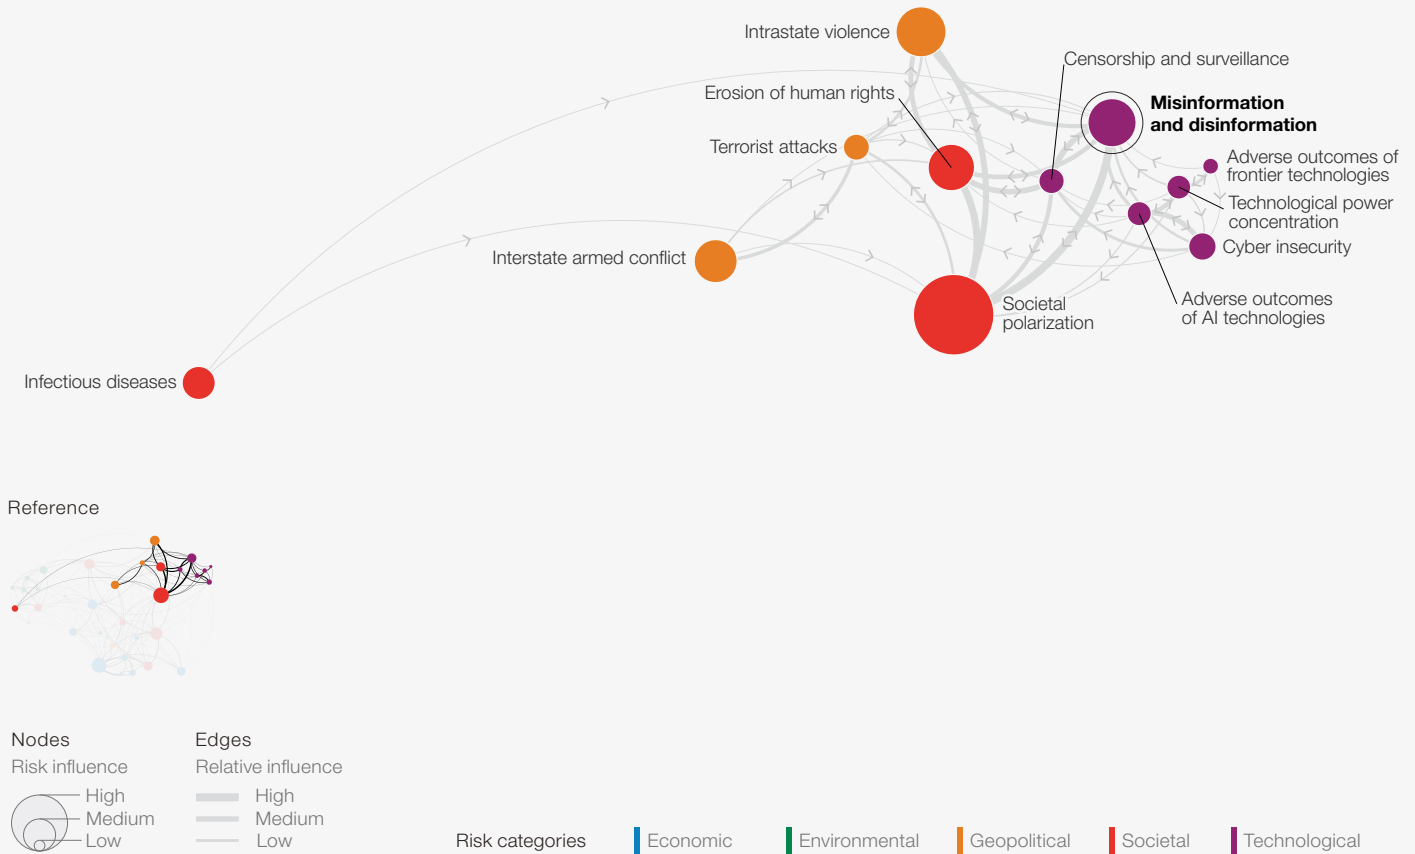 Intrastate violence
Censorship and surveillance
Erosion of human rights
Misinformation
and disinformation
Terrorist attacks
Adverse outcomes of
frontier technologies
Technological power
concentration
Interstate armed conflict
Cyber insecurity
Societal
polarization
Adverse outcomes
of AI technologies
Infectious diseases
Reference
Nodes
Risk influence
High
Medium
Low
Edges
Relative influence
High
Medium
Low
Risk categories
Economic
Environmental
Geopolitical
Societal
Technological